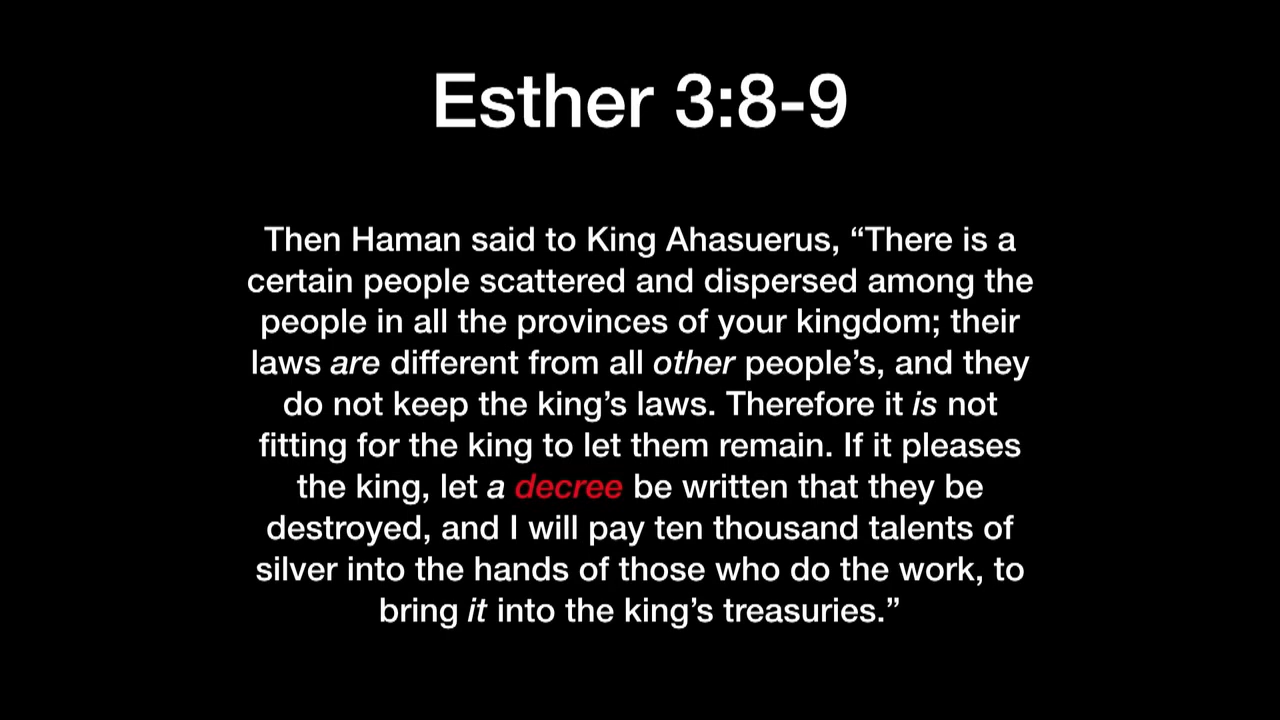 Esther 3:8-9
Then Haman said to King Ahasuerus, “There is a
certain people scattered and dispersed among the
people in all the provinces of your kingdom; their
laws are different from all other people’s, and they
do not keep the king’s laws. Therefore it is not
fitting for the king to let them remain. If it pleases
the king, let a decree be written that they be
destroyed, and I will pay ten thousand talents of
silver into the hands of those who do the work, to
bring it into the king’s treasuries.”